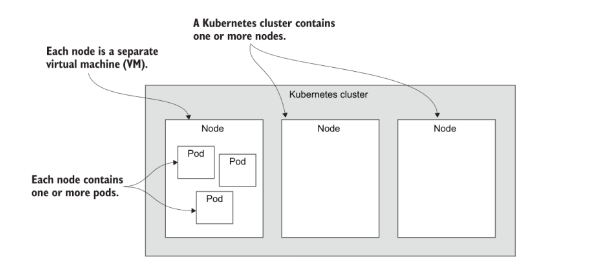 A Kubernetes cluster contains
one or more nodes.
Each node is a separate
virtual machine (VM).
Kubernetes cluster
Node
Node
Node
Pod
Pod
Pod
Each node contains
one or more pods.